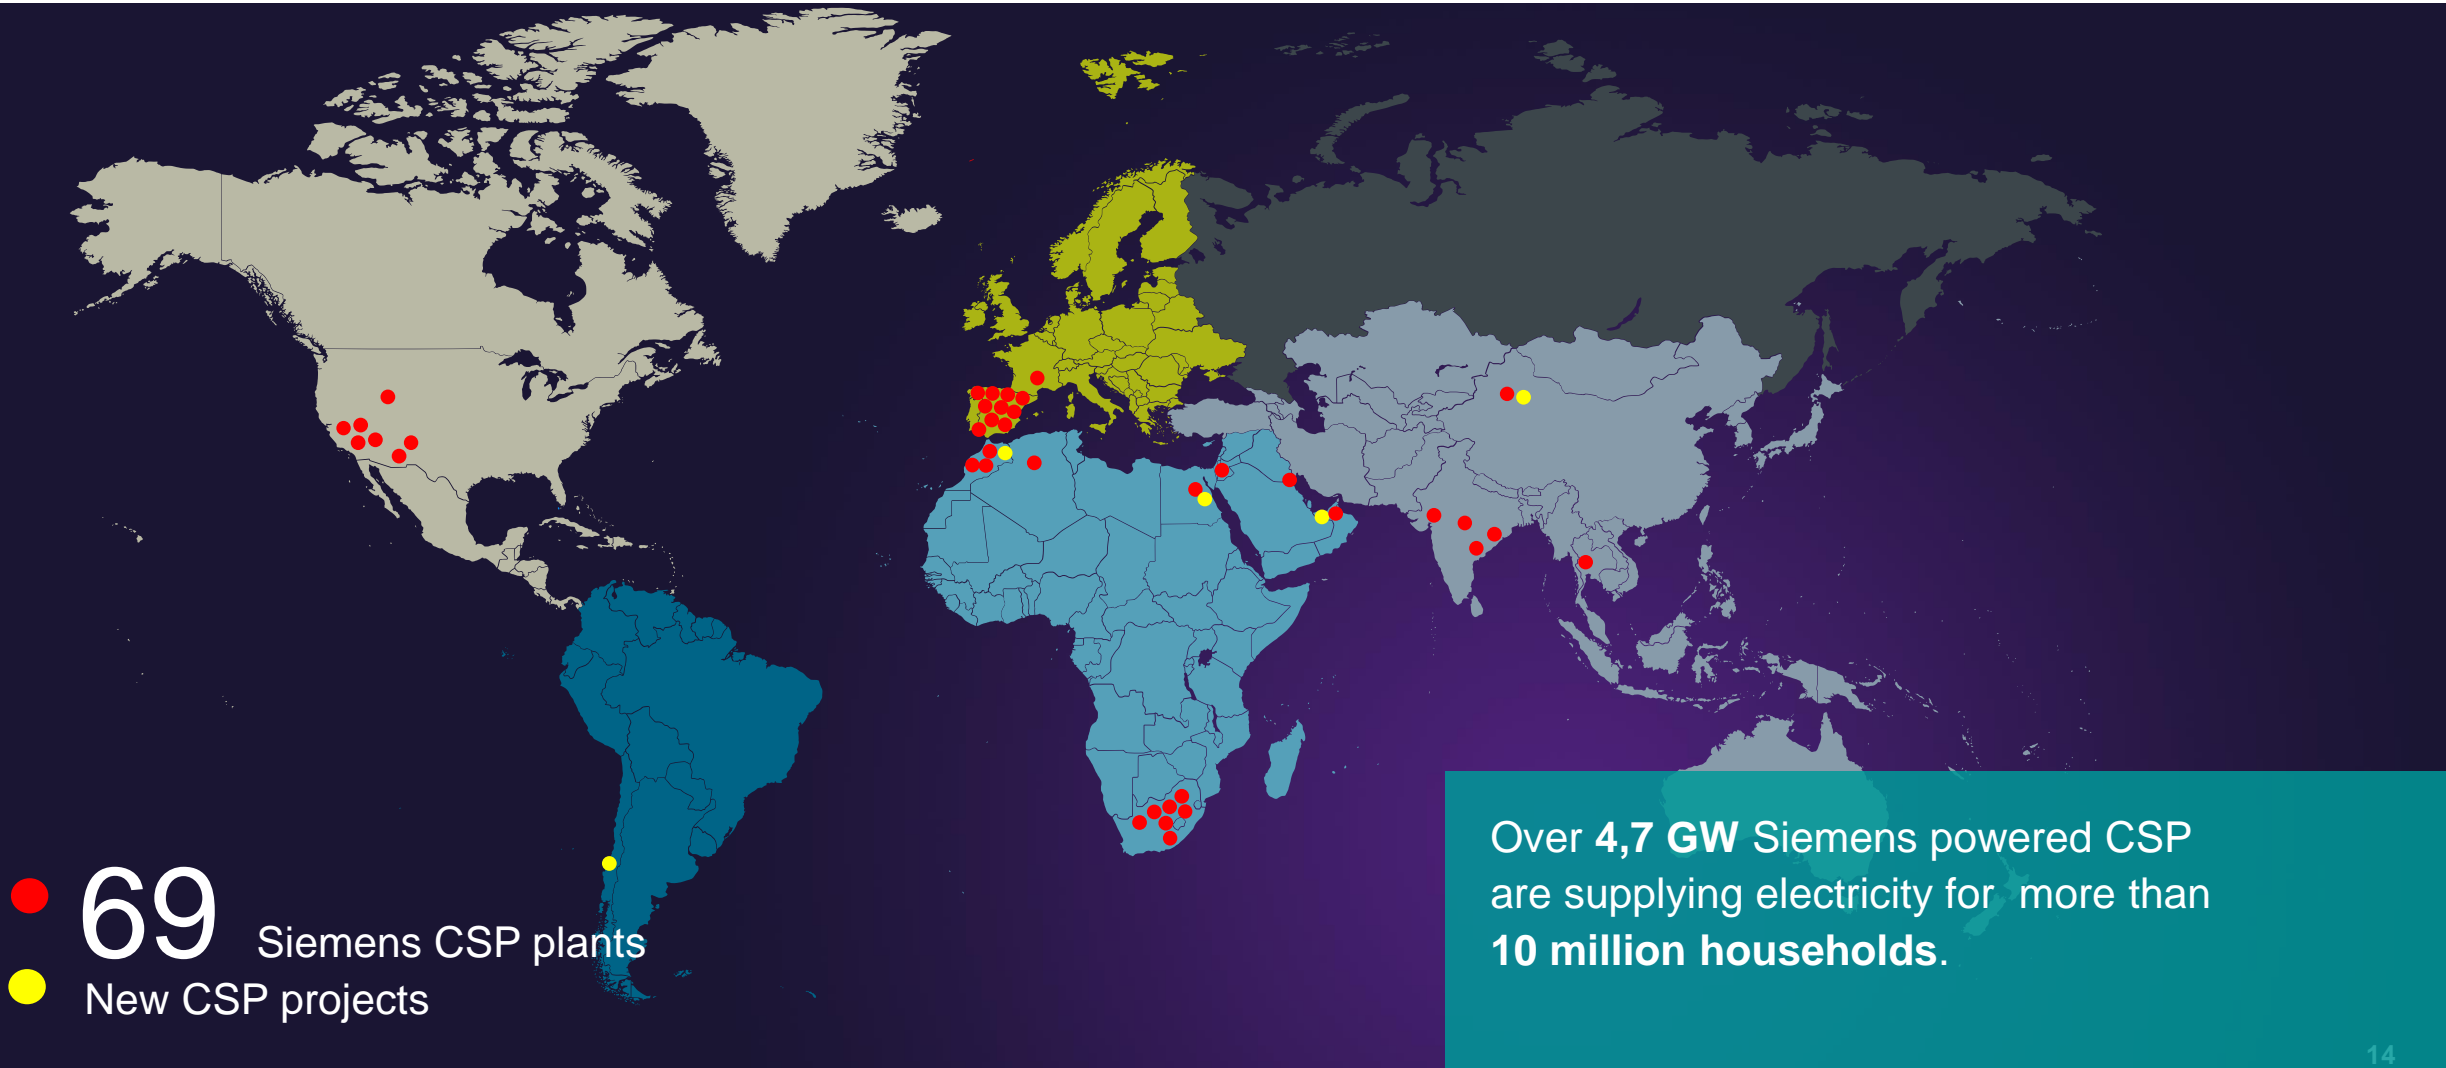 69 Siemens CSP plants
New CSP projects
Over 4,7 GW Siemens powered CSP
are supplying electricity for more than
10 million households.
14